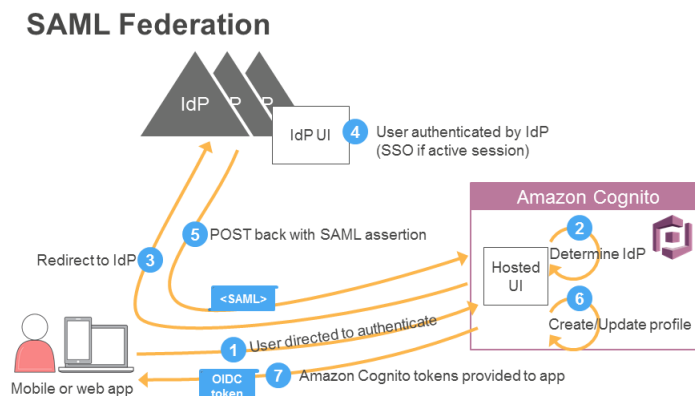 SAML Federation
IdP
P
P
IdP UI
4
User authenticated by IdP
(SSO if active session)
Amazon Cognito
2
Determine IdP
5
POST back with SAML assertion
Redirect to IdP
3
Hosted
UI
<SAML>
6
Create/Update profile
1
User directed to authenticate
7
Amazon Cognito tokens provided to app
OIDC
token
Mobile or web app